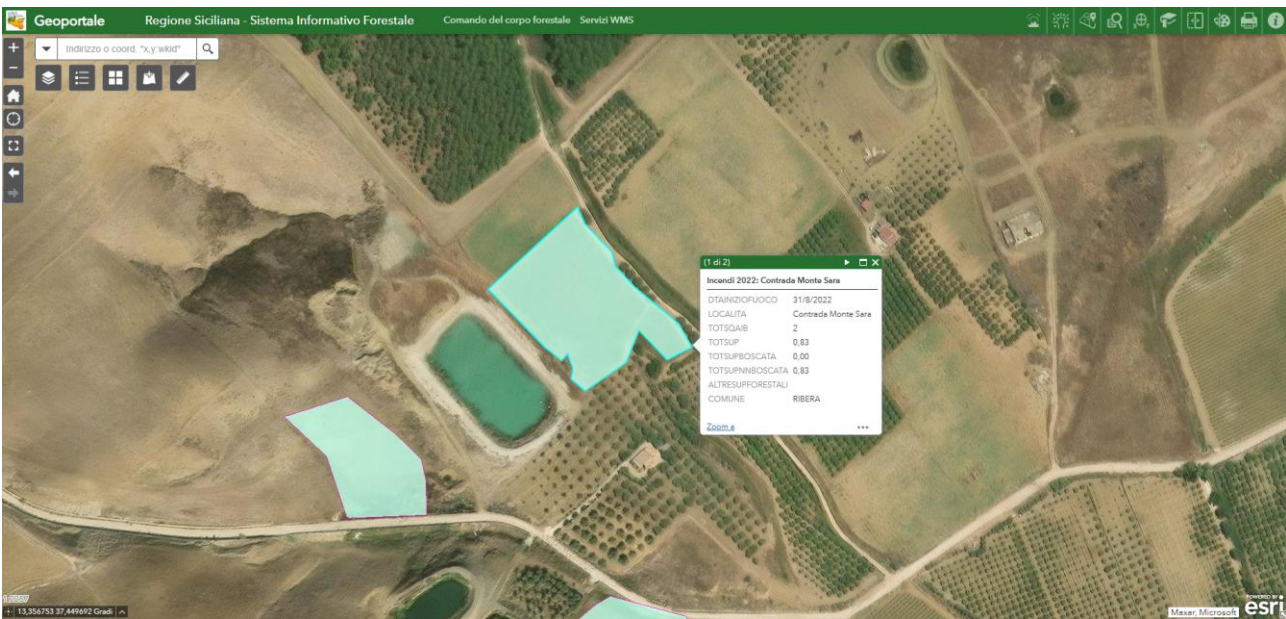 Geoportale Regione Siciliana - Sistema Informativo Forestale Comando del corpo forestale Servizi WMS
Indirizzo o coord. "x,y:wkid"
(1 di 2)
Incendi 2022: Contrada Monte Sara
DTAINIZIOFUOCO 31/8/2022
LOCALITA Contrada Monte Sara
TOTSQAIB 2
TOTSUP 0,83
TOTSUPBOSCATA 0,00
TOTSUPNNBOSCATA 0,83
ALTRESUPFORESTALI
COMUNE RIBERA
Zoom a
13,356753 37,449692 Gradi
Maxar, Microsoft
POWERED BY
esri